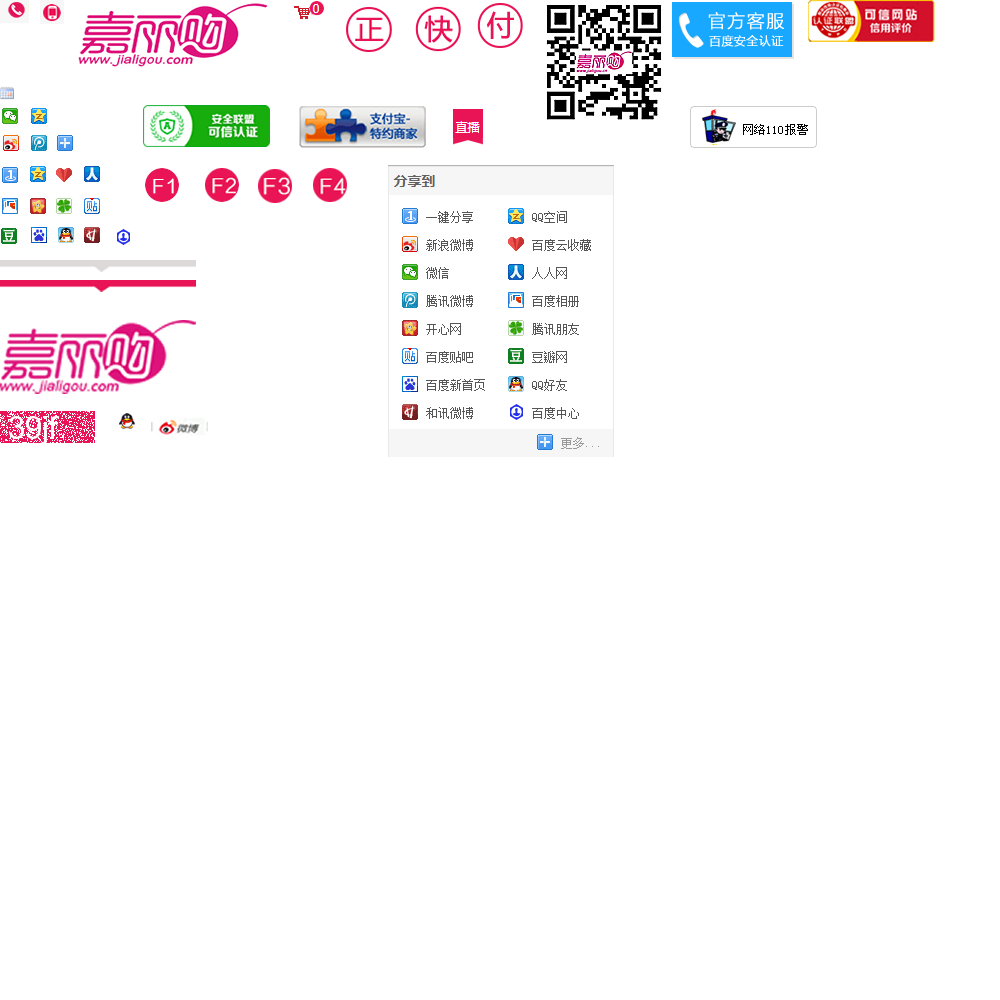 嘉丽购
www.jialigou.com
0
正
快
付
嘉丽购
官方客服
百度安全认证
认证联盟
可信网站
信用评价
安全联盟
可信认证
支付宝-
特约商家
直播
网络110报警
1
人
贴
豆
F1
F2
F3
F4
分享到
一键分享
QQ空间
新浪微博
百度云收藏
微信
人人网
腾讯微博
百度相册
开心网
腾讯朋友
百度贴吧
豆瓣网
百度新首页
QQ好友
和讯微博
百度中心
更多...
嘉丽购
www.jialigou.com
微博